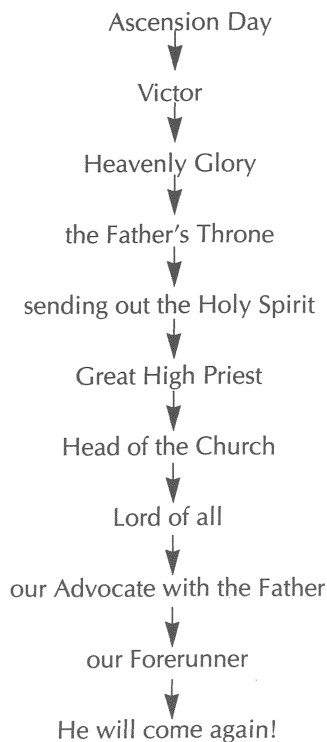 Ascension Day
Victor
Heavenly Glory
the Father's Throne
sending out the Holy Spirit
Great High Priest
Head of the Church
Lord of all
our Advocate with the Father
our Forerunner
He will come again!